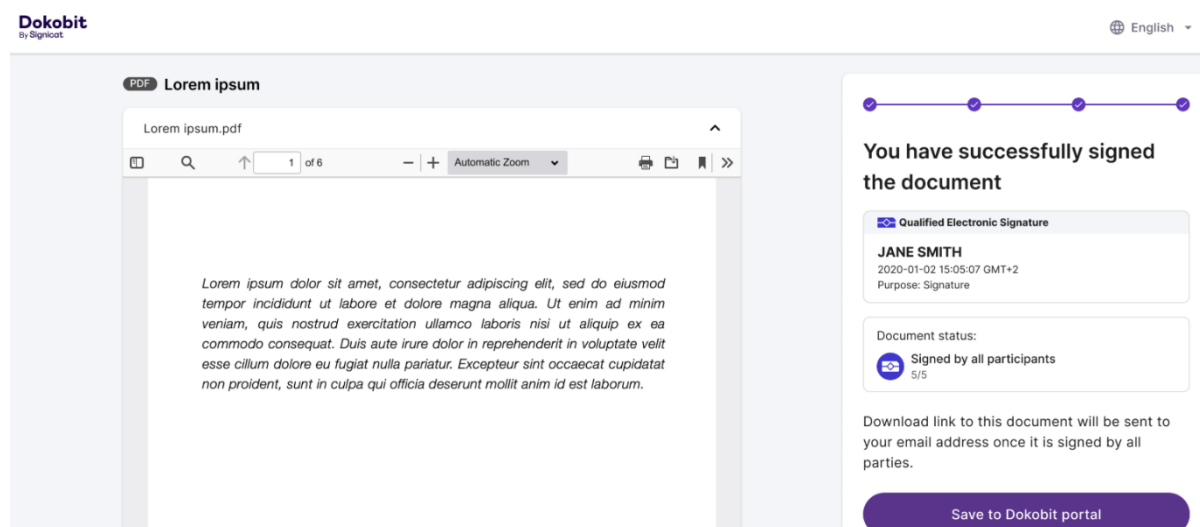 Dokobit
By Signicat
English
PDF Lorem ipsum
Lorem ipsum.pdf
1 of 6
Automatic Zoom
Lorem ipsum dolor sit amet, consectetur adipiscing elit, sed do eiusmod
tempor incididunt ut labore et dolore magna aliqua. Ut enim ad minim
veniam, quis nostrud exercitation ullamco laboris nisi ut aliquip ex ea
commodo consequat. Duis aute irure dolor in reprehenderit in voluptate velit
esse cillum dolore eu fugiat nulla pariatur. Excepteur sint occaecat cupidatat
non proident, sunt in culpa qui officia deserunt mollit anim id est laborum.
You have successfully signed
the document
Qualified Electronic Signature
JANE SMITH
2020-01-02 15:05:07 GMT+2
Purpose: Signature
Document status:
Signed by all participants
5/5
Download link to this document will be sent to
your email address once it is signed by all
parties.
Save to Dokobit portal